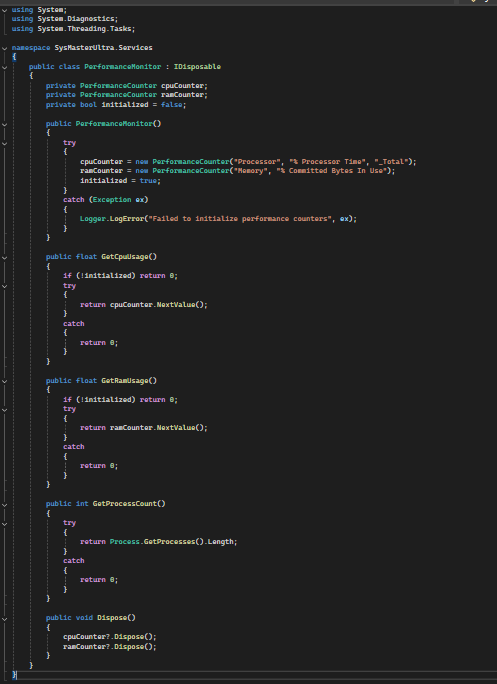 using System;
using System.Diagnostics;
using System.Threading.Tasks;

namespace SysMasterUltra.Services
{
    public class PerformanceMonitor : IDisposable
    {
        private PerformanceCounter cpuCounter;
        private PerformanceCounter ramCounter;
        private bool initialized = false;

        public PerformanceMonitor()
        {
            try
            {
                cpuCounter = new PerformanceCounter("Processor", "% Processor Time", "_Total");
                ramCounter = new PerformanceCounter("Memory", "% Committed Bytes In Use");
                initialized = true;
            }
            catch (Exception ex)
            {
                Logger.LogError("Failed to initialize performance counters", ex);
            }
        }

        public float GetCpuUsage()
        {
            if (!initialized) return 0;
            try
            {
                return cpuCounter.NextValue();
            }
            catch
            {
                return 0;
            }
        }

        public float GetRamUsage()
        {
            if (!initialized) return 0;
            try
            {
                return ramCounter.NextValue();
            }
            catch
            {
                return 0;
            }
        }

        public int GetProcessCount()
        {
            try
            {
                return Process.GetProcesses().Length;
            }
            catch
            {
                return 0;
            }
        }

        public void Dispose()
        {
            cpuCounter?.Dispose();
            ramCounter?.Dispose();
        }
    }
}